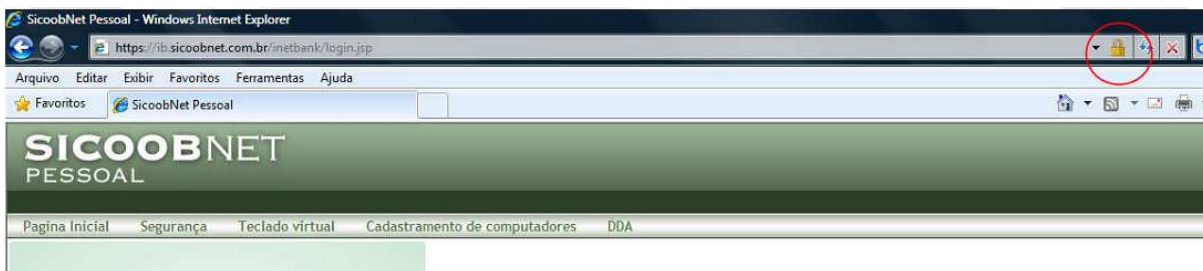 SicoobNet Pessoal - Windows Internet Explorer
https://ib.sicoobnet.com.br/inetbank/login.jsp
Arquivo Editar Exibir Favoritos Ferramentas Ajuda
Favoritos SicoobNet Pessoal
SICOOBNET
PESSOAL
Pagina Inicial Segurança Teclado virtual Cadastramento de computadores DDA